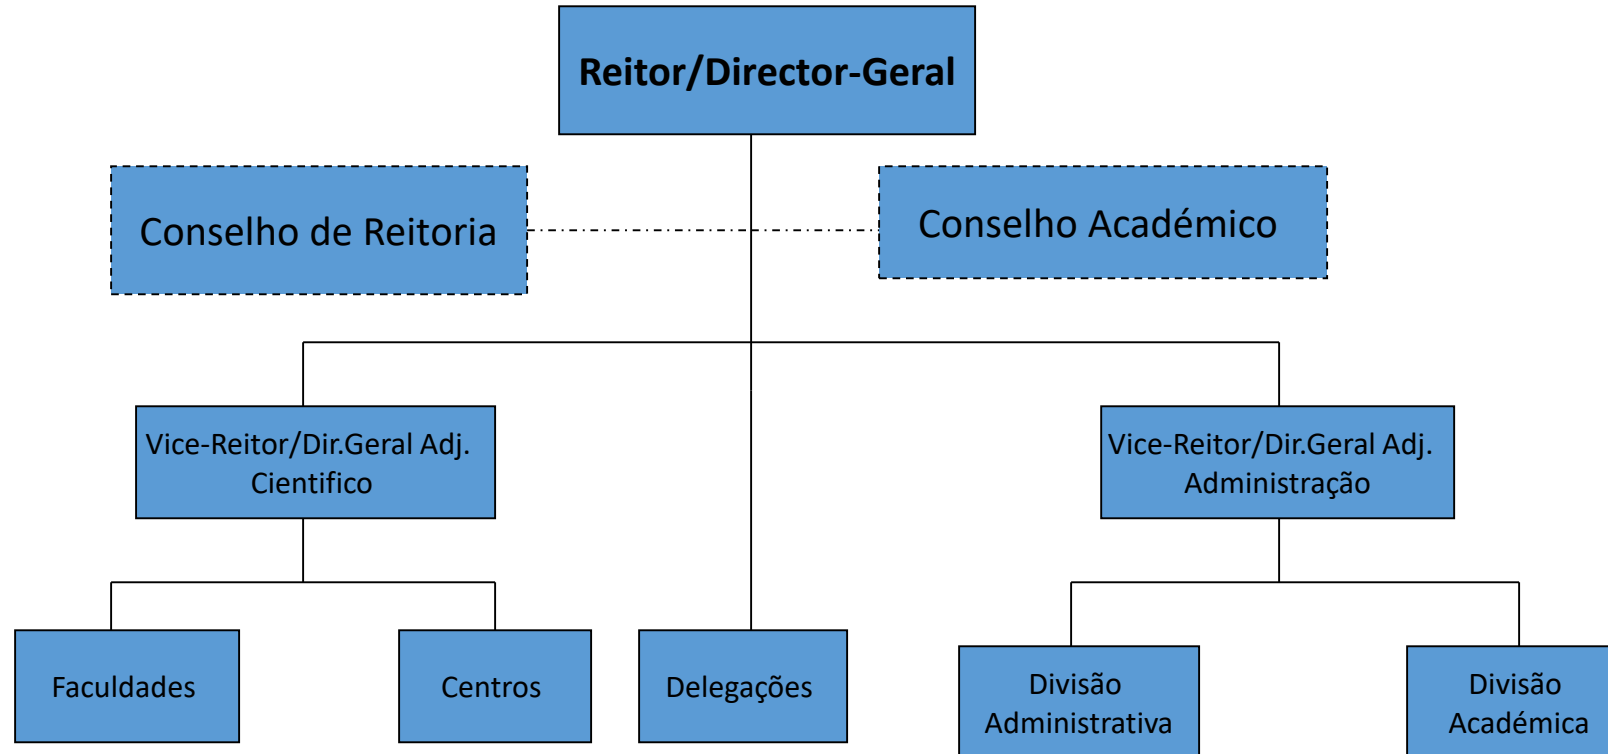 Reitor/Director-Geral
Conselho de Reitoria
Conselho Académico
Vice-Reitor/Dir.Geral Adj.
Cientifico
Vice-Reitor/Dir.Geral Adj.
Administração
Faculdades
Centros
Delegações
Divisão
Administrativa
Divisão
Académica